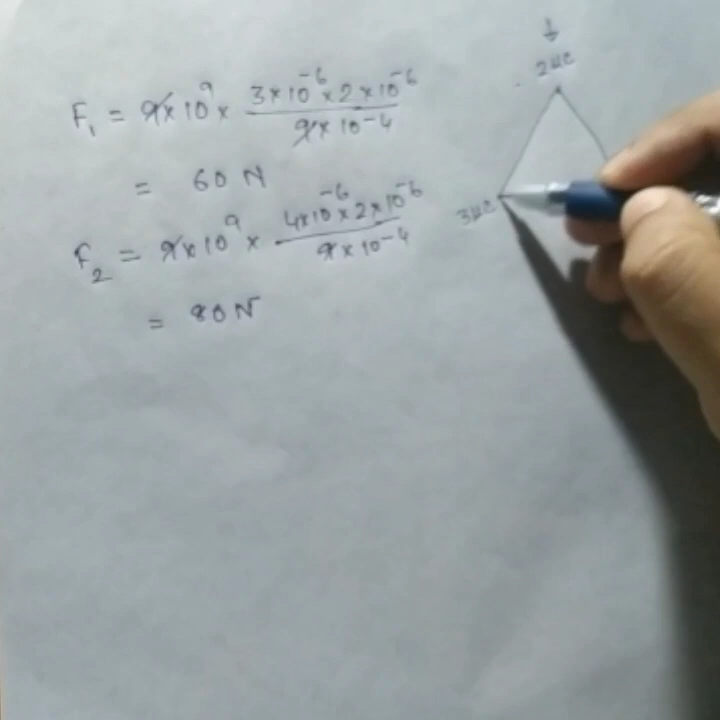 F₁ = 9×10⁹ × 3×10⁻⁶×2×10⁻⁶ / 9×10⁻⁴
= 60 N
F₂ = 9×10⁹ × 4×10⁻⁶×2×10⁻⁶ / 9×10⁻⁴
= 80 N
↓
2μC
3μC